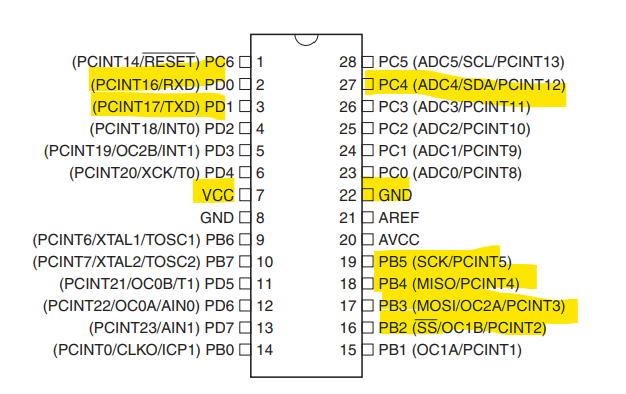 (PCINT14/RESET) PC6 1 28 PC5 (ADC5/SCL/PCINT13)
(PCINT16/RXD) PD0 2 27 PC4 (ADC4/SDA/PCINT12)
(PCINT17/TXD) PD1 3 26 PC3 (ADC3/PCINT11)
(PCINT18/INT0) PD2 4 25 PC2 (ADC2/PCINT10)
(PCINT19/OC2B/INT1) PD3 5 24 PC1 (ADC1/PCINT9)
(PCINT20/XCK/T0) PD4 6 23 PC0 (ADC0/PCINT8)
VCC 7 22 GND
GND 8 21 AREF
(PCINT6/XTAL1/TOSC1) PB6 9 20 AVCC
(PCINT7/XTAL2/TOSC2) PB7 10 19 PB5 (SCK/PCINT5)
(PCINT21/OC0B/T1) PD5 11 18 PB4 (MISO/PCINT4)
(PCINT22/OC0A/AIN0) PD6 12 17 PB3 (MOSI/OC2A/PCINT3)
(PCINT23/AIN1) PD7 13 16 PB2 (SS/OC1B/PCINT2)
(PCINT0/CLKO/ICP1) PB0 14 15 PB1 (OC1A/PCINT1)